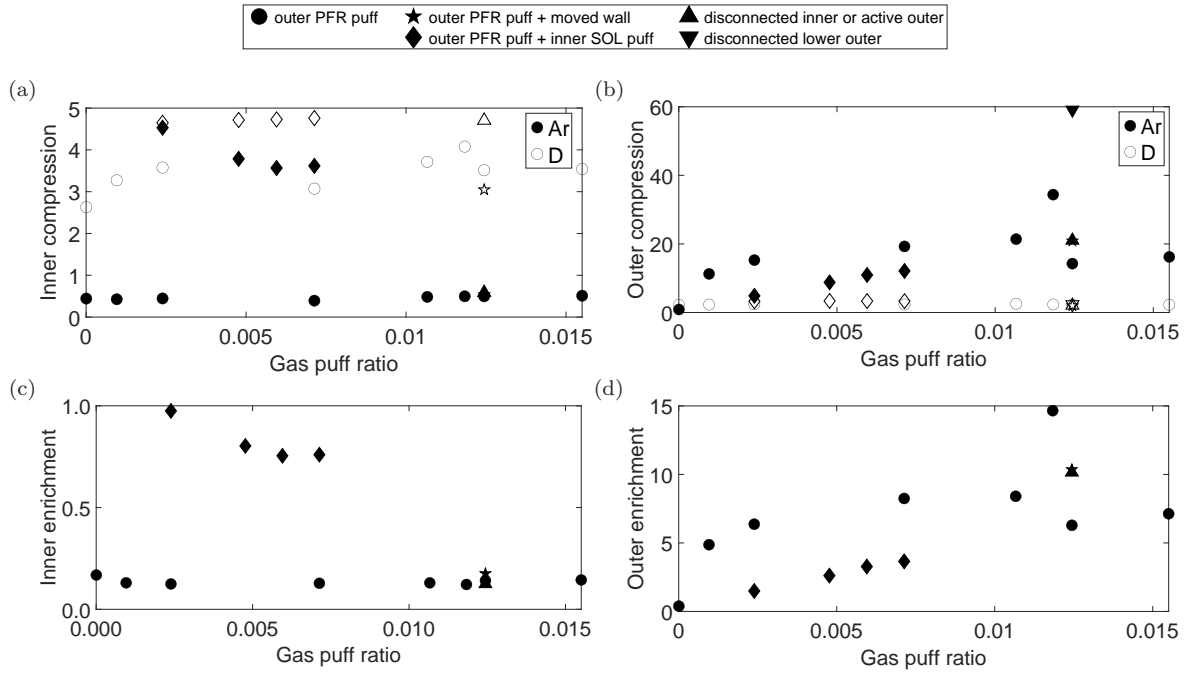 outer PFR puff
outer PFR puff + moved wall
disconnected inner or active outer
outer PFR puff + inner SOL puff
disconnected lower outer
(a)
5
4
3
2
1
0
Inner compression
Ar
D
0
0.005
0.010
0.015
Gas puff ratio
(b)
60
40
20
0
Outer compression
Ar
D
0
0.005
0.010
0.015
Gas puff ratio
(c)
1.0
0.5
0.0
Inner enrichment
0.000
0.005
0.010
0.015
Gas puff ratio
(d)
15
10
5
0
Outer enrichment
0
0.005
0.010
0.015
Gas puff ratio